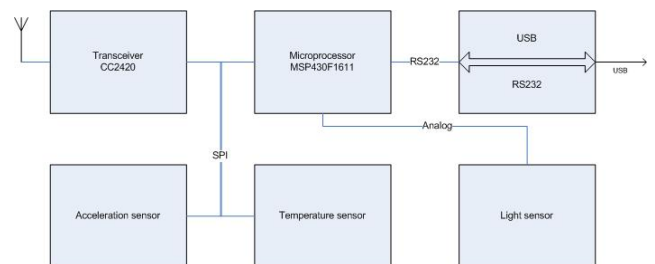 Transceiver
CC2420
Microprocessor
MSP430F1611
RS232
USB
RS232
USB
Analog
SPI
Acceleration sensor
Temperature sensor
Light sensor